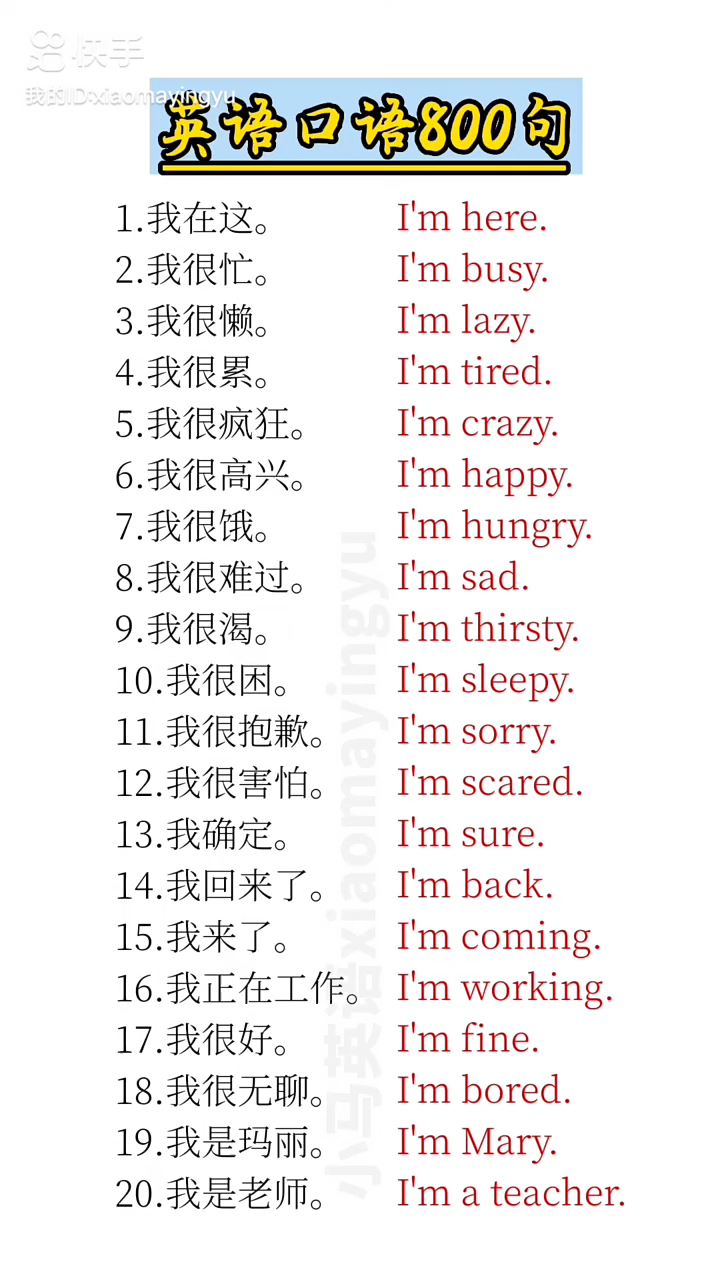 快手
我的ID:xiaomayingyu
英语口语800句
1.我在这。 I'm here.
2.我很忙。 I'm busy.
3.我很懒。 I'm lazy.
4.我很累。 I'm tired.
5.我很疯狂。 I'm crazy.
6.我很高兴。 I'm happy.
7.我很饿。 I'm hungry.
8.我很难过。 I'm sad.
9.我很渴。 I'm thirsty.
10.我很困。 I'm sleepy.
11.我很抱歉。 I'm sorry.
12.我很害怕。 I'm scared.
13.我确定。 I'm sure.
14.我回来了。 I'm back.
15.我来了。 I'm coming.
16.我正在工作。 I'm working.
17.我很好。 I'm fine.
18.我很无聊。 I'm bored.
19.我是玛丽。 I'm Mary.
20.我是老师。 I'm a teacher.
小马英语xiaomayingyu